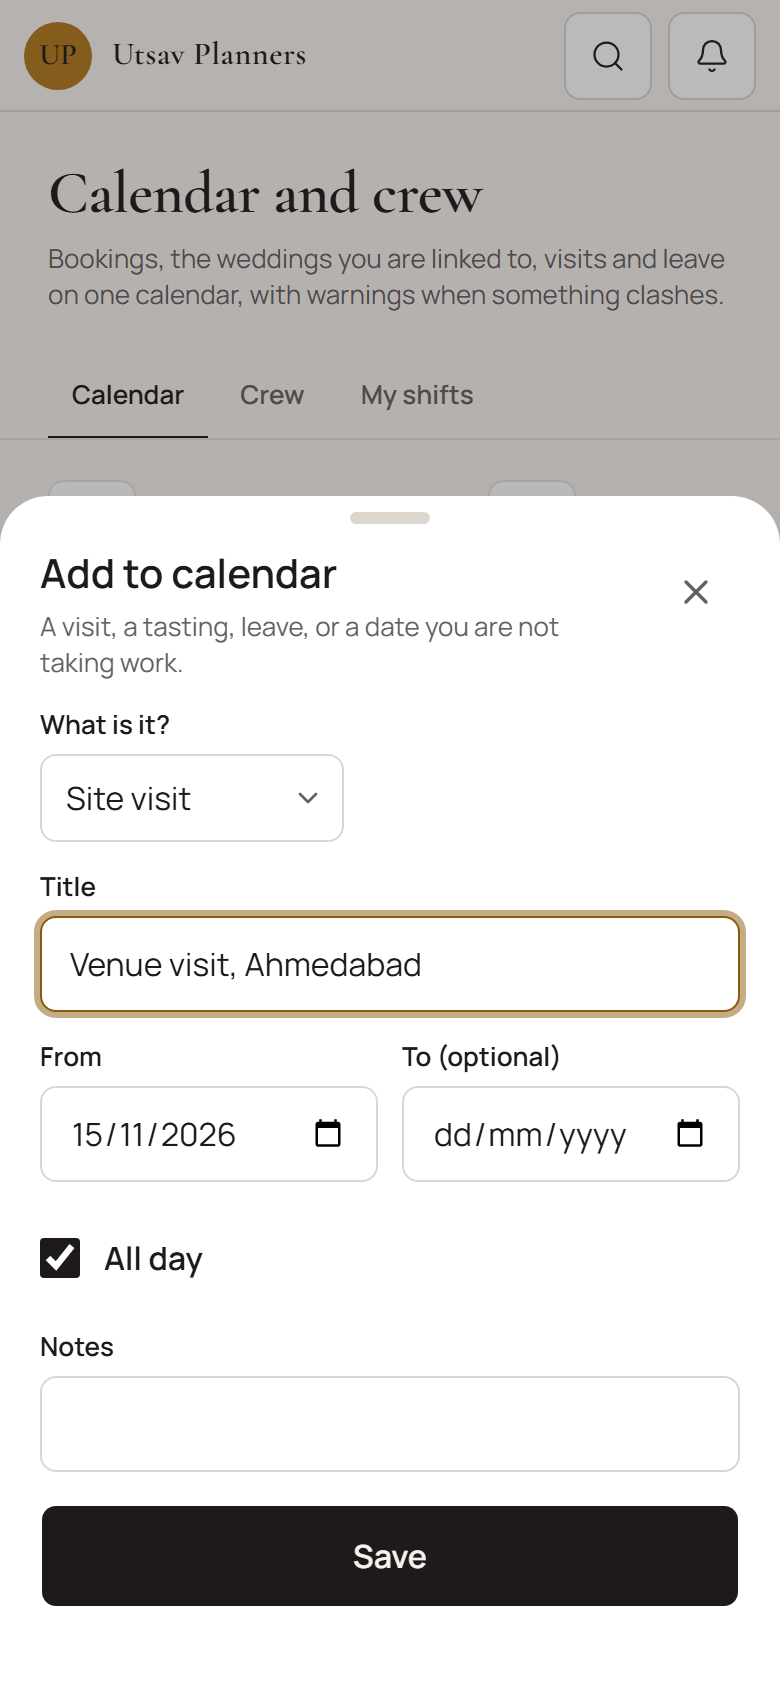 UP
Utsav Planners
Calendar and crew
Bookings, the weddings you are linked to, visits and leave
on one calendar, with warnings when something clashes.
Calendar Crew My shifts
Add to calendar
A visit, a tasting, leave, or a date you are not
taking work.
What is it?
Site visit
Title
Venue visit, Ahmedabad
From To (optional)
15/11/2026 dd/mm/yyyy
All day
Notes
Save